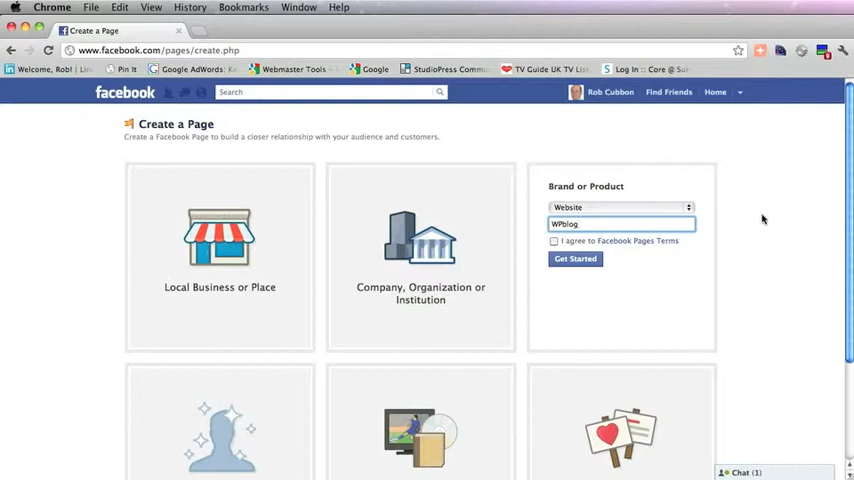 Chrome File Edit View History Bookmarks Window Help
Create a Page
www.facebook.com/pages/create.php
Welcome, Rob! Pin It Google AdWords: Ke Webmaster Tools - Google StudioPress Commu TV Guide UK TV Lis Log In :: Core @ Su
facebook Search Rob Cubbon Find Friends Home
Create a Page
Create a Facebook Page to build a closer relationship with your audience and customers.
Brand or Product
Website
WPblog
I agree to Facebook Pages Terms
Get Started
Local Business or Place
Company, Organization or
Institution
Chat (1)